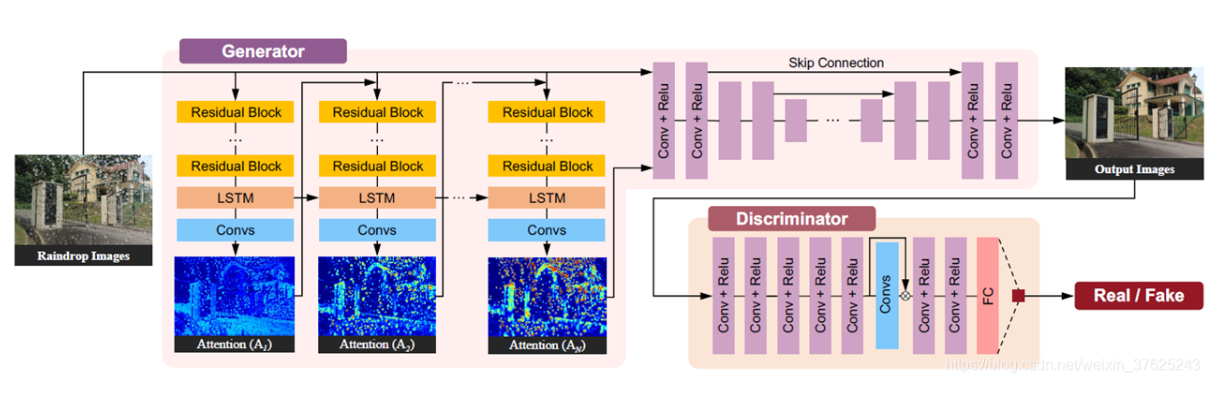 Generator
Skip Connection
Residual Block
Residual Block
Residual Block
...
...
...
Residual Block
Residual Block
Residual Block
LSTM
LSTM
...
LSTM
Convs
Convs
Convs
Raindrop Images
Attention (A1)
Attention (A2)
...
Attention (AN)
Conv + Relu
Conv + Relu
...
Conv + Relu
Conv + Relu
Output Images
Discriminator
Conv + Relu
Conv + Relu
Conv + Relu
Conv + Relu
Conv + Relu
Convs
Conv + Relu
Conv + Relu
FC
Real / Fake
https://blog.csdn.net/weixin_37625243